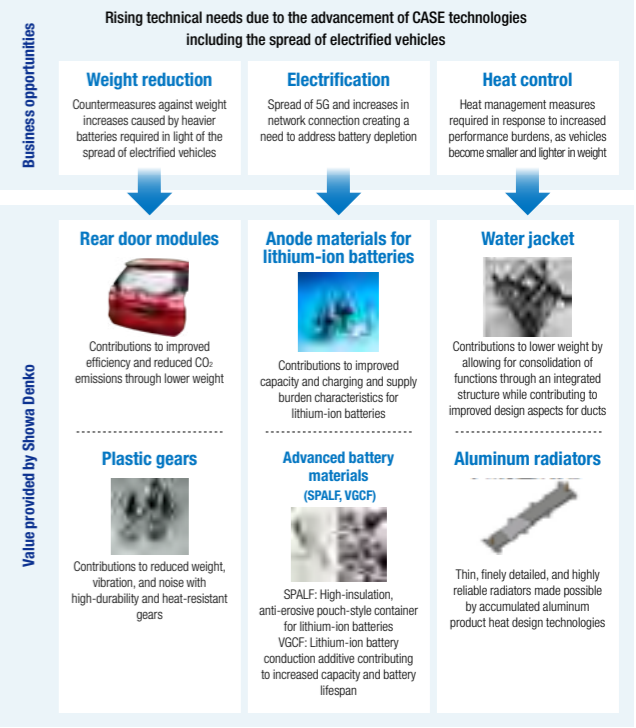 Rising technical needs due to the advancement of CASE technologies
including the spread of electrified vehicles
Business opportunities
Weight reduction
Countermeasures against weight
increases caused by heavier
batteries required in light of the
spread of electrified vehicles
Electrification
Spread of 5G and increases in
network connection creating a
need to address battery depletion
Heat control
Heat management measures
required in response to increased
performance burdens, as vehicles
become smaller and lighter in weight
Value provided by Showa Denko
Rear door modules
Contributions to improved
efficiency and reduced CO₂
emissions through lower weight
Plastic gears
Contributions to reduced weight,
vibration, and noise with
high-durability and heat-resistant
gears
Anode materials for
lithium-ion batteries
Contributions to improved
capacity and charging and supply
burden characteristics for
lithium-ion batteries
Advanced battery
materials
(SPALF, VGCF)
SPALF: High-insulation,
anti-erosive pouch-style container
for lithium-ion batteries
VGCF: Lithium-ion battery
conduction additive contributing
to increased capacity and battery
lifespan
Water jacket
Contributions to lower weight by
allowing for consolidation of
functions through an integrated
structure while contributing to
improved design aspects for ducts
Aluminum radiators
Thin, finely detailed, and highly
reliable radiators made possible
by accumulated aluminum
product heat design technologies